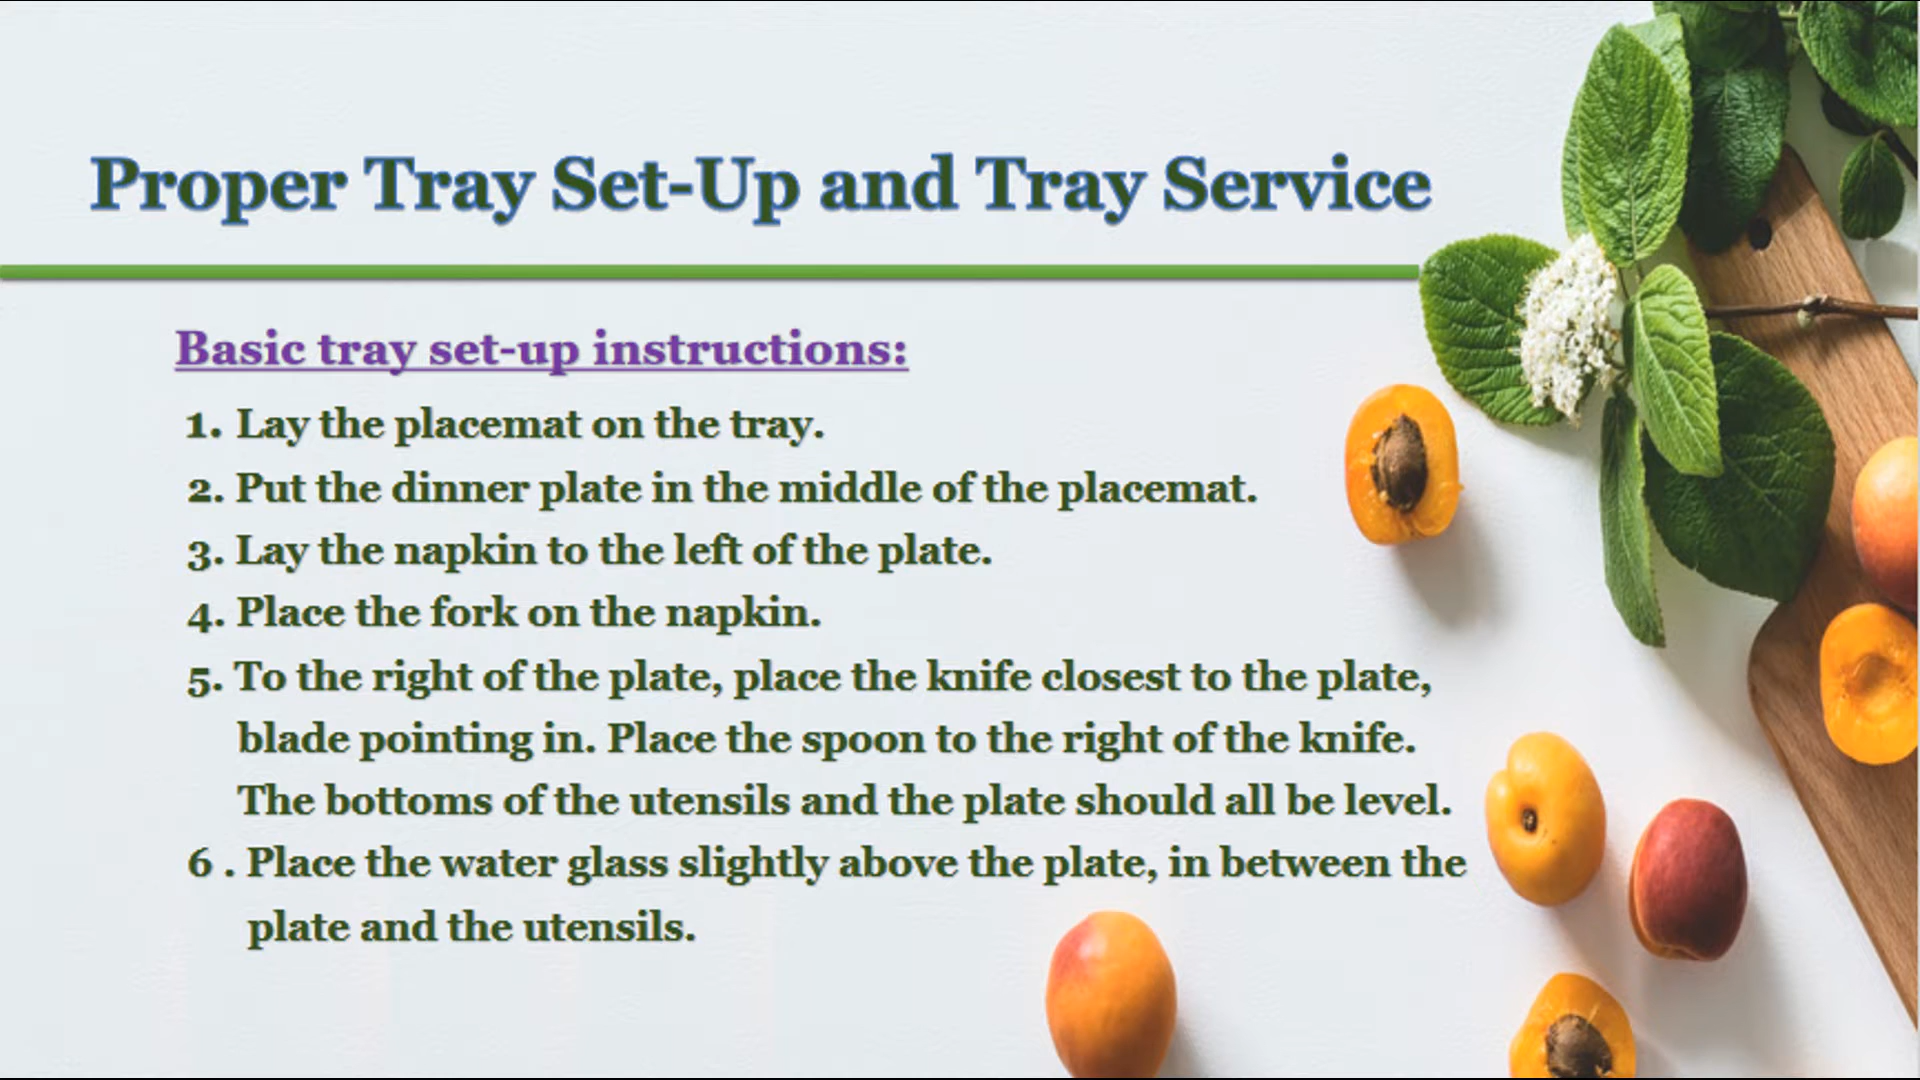 Proper Tray Set-Up and Tray Service
Basic tray set-up instructions:
1. Lay the placemat on the tray.
2. Put the dinner plate in the middle of the placemat.
3. Lay the napkin to the left of the plate.
4. Place the fork on the napkin.
5. To the right of the plate, place the knife closest to the plate,
blade pointing in. Place the spoon to the right of the knife.
The bottoms of the utensils and the plate should all be level.
6 . Place the water glass slightly above the plate, in between the
plate and the utensils.